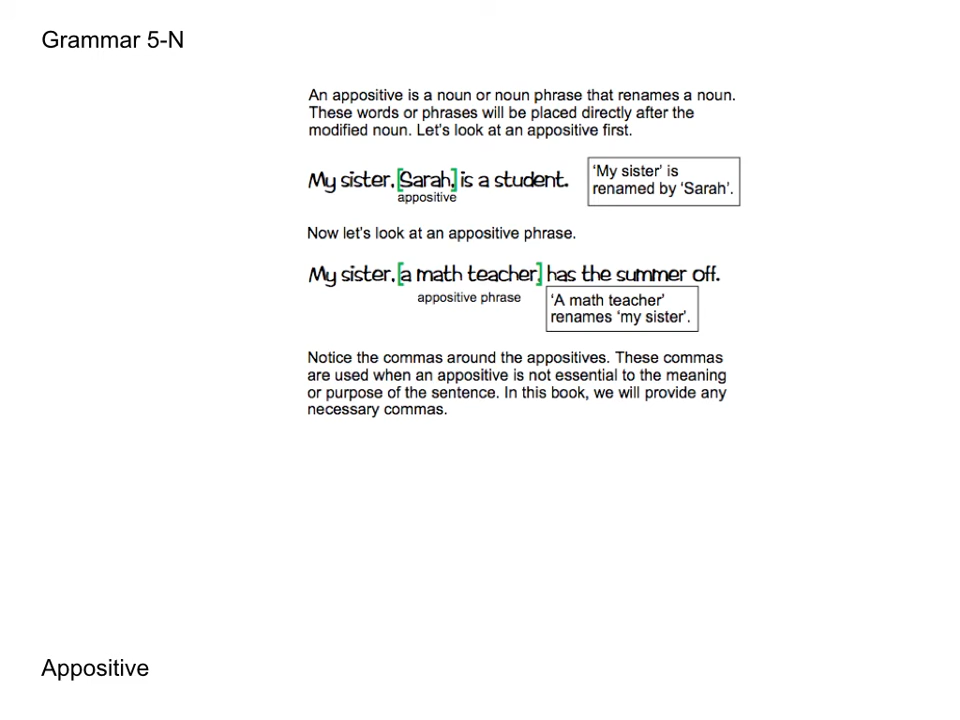 Grammar 5-N
An appositive is a noun or noun phrase that renames a noun.
These words or phrases will be placed directly after the
modified noun. Let's look at an appositive first.
My sister, [Sarah,] is a student.
appositive
'My sister' is
renamed by 'Sarah'.
Now let's look at an appositive phrase.
My sister, [a math teacher,] has the summer off.
appositive phrase
'A math teacher'
renames 'my sister'.
Notice the commas around the appositives. These commas
are used when an appositive is not essential to the meaning
or purpose of the sentence. In this book, we will provide any
necessary commas.
Appositive